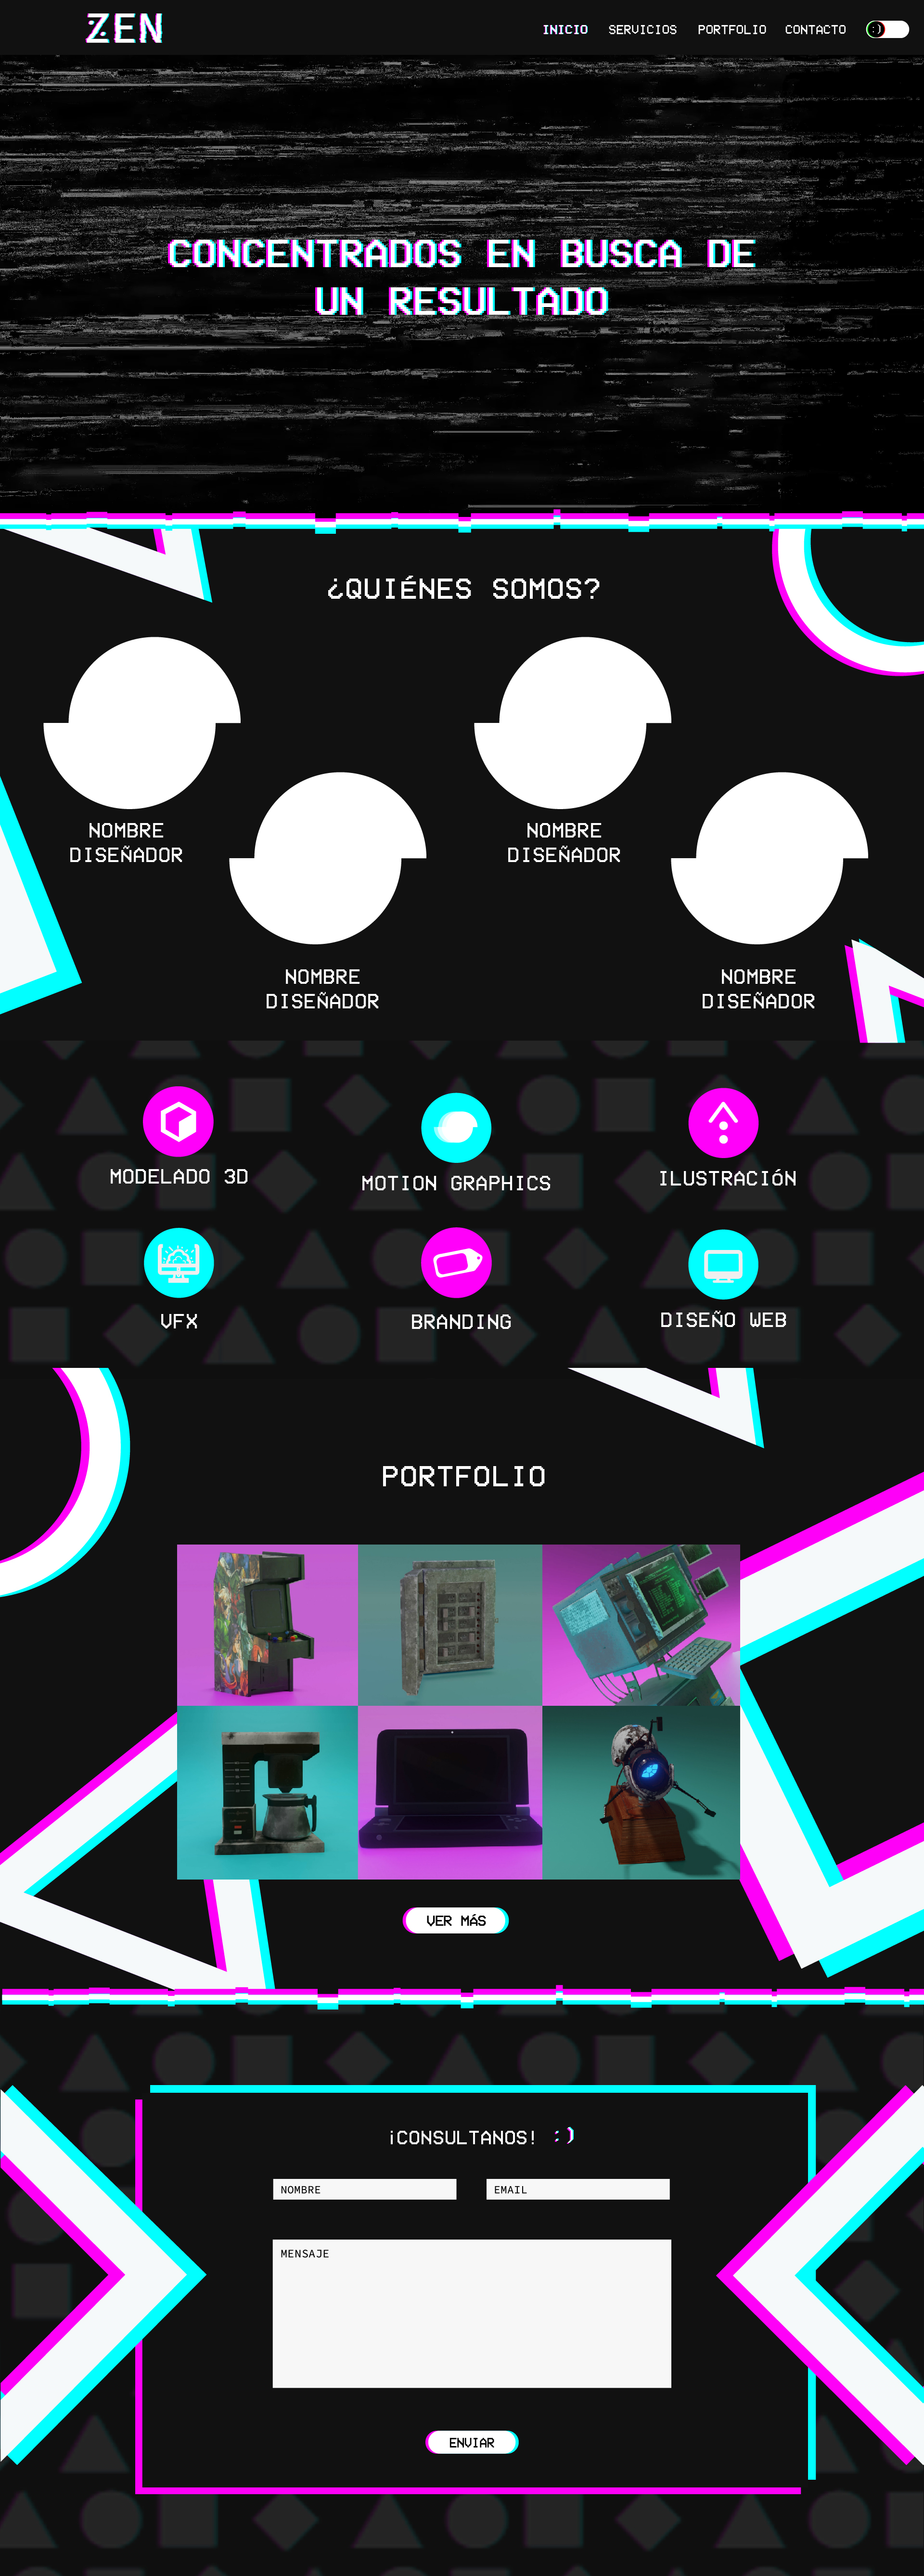 ZEN
INICIO SERVICIOS PORTFOLIO CONTACTO :)
CONCENTRADOS EN BUSCA DE
UN RESULTADO
¿QUIÉNES SOMOS?
NOMBRE
DISEÑADOR
NOMBRE
DISEÑADOR
NOMBRE
DISEÑADOR
NOMBRE
DISEÑADOR
MODELADO 3D
MOTION GRAPHICS
ILUSTRACIÓN
VFX
BRANDING
DISEÑO WEB
PORTFOLIO
VER MÁS
¡CONSULTANOS! :)
NOMBRE
EMAIL
MENSAJE
ENVIAR